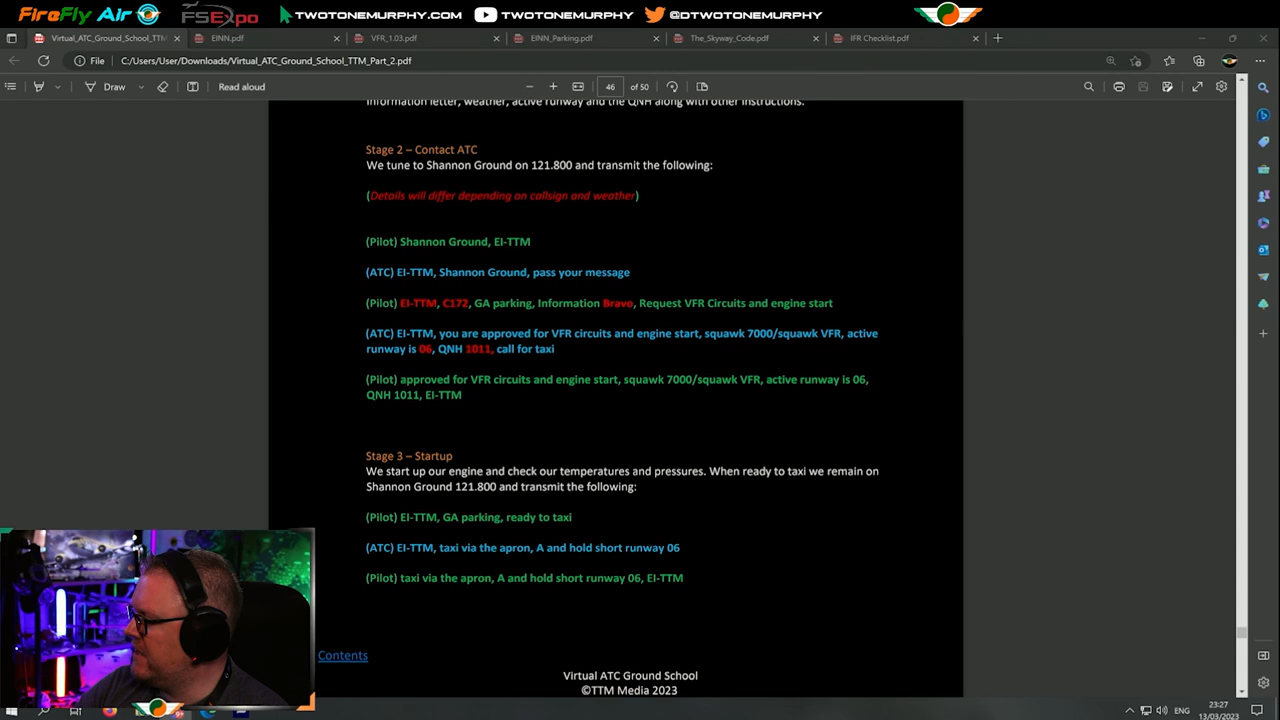 FireFly Air FSExpo TWOTONEMURPHY.COM TWOTONEMURPHY @DTWOTONEMURPHY
Virtual_ATC_Ground_School_TTM EINN.pdf VFR_1.03.pdf EINN_Parking.pdf The_Skyway_Code.pdf IFR Checklist.pdf
File C:/Users/User/Downloads/Virtual_ATC_Ground_School_TTM_Part_2.pdf
Draw Read aloud 46 of 50
Information letter, weather, active runway and the QNH along with other instructions.
Stage 2 – Contact ATC
We tune to Shannon Ground on 121.800 and transmit the following:
(Details will differ depending on callsign and weather)
(Pilot) Shannon Ground, EI-TTM
(ATC) EI-TTM, Shannon Ground, pass your message
(Pilot) EI-TTM, C172, GA parking, Information Bravo, Request VFR Circuits and engine start
(ATC) EI-TTM, you are approved for VFR circuits and engine start, squawk 7000/squawk VFR, active
runway is 06, QNH 1011, call for taxi
(Pilot) approved for VFR circuits and engine start, squawk 7000/squawk VFR, active runway is 06,
QNH 1011, EI-TTM
Stage 3 – Startup
We start up our engine and check our temperatures and pressures. When ready to taxi we remain on
Shannon Ground 121.800 and transmit the following:
(Pilot) EI-TTM, GA parking, ready to taxi
(ATC) EI-TTM, taxi via the apron, A and hold short runway 06
(Pilot) taxi via the apron, A and hold short runway 06, EI-TTM
Contents
Virtual ATC Ground School
©TTM Media 2023
ENG
23:27
13/03/2023